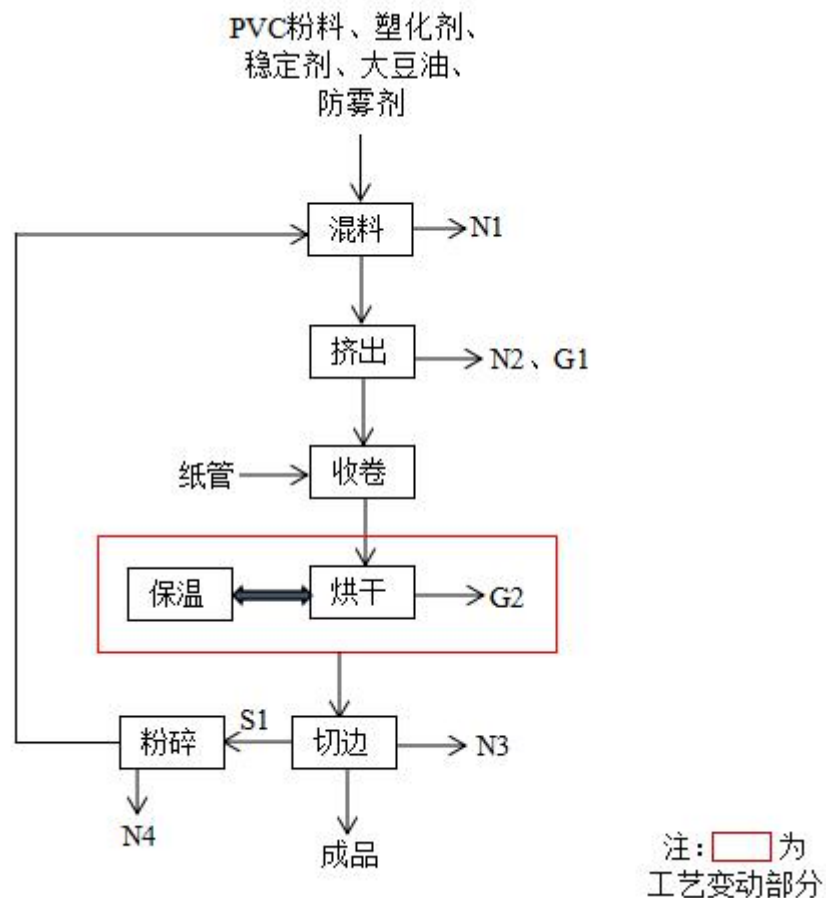 PVC粉料、塑化剂、
稳定剂、大豆油、
防霉剂
混料
N1
挤出
N2、G1
纸管
收卷
保温
烘干
G2
粉碎
S1
切边
N3
N4
成品
注：为
工艺变动部分